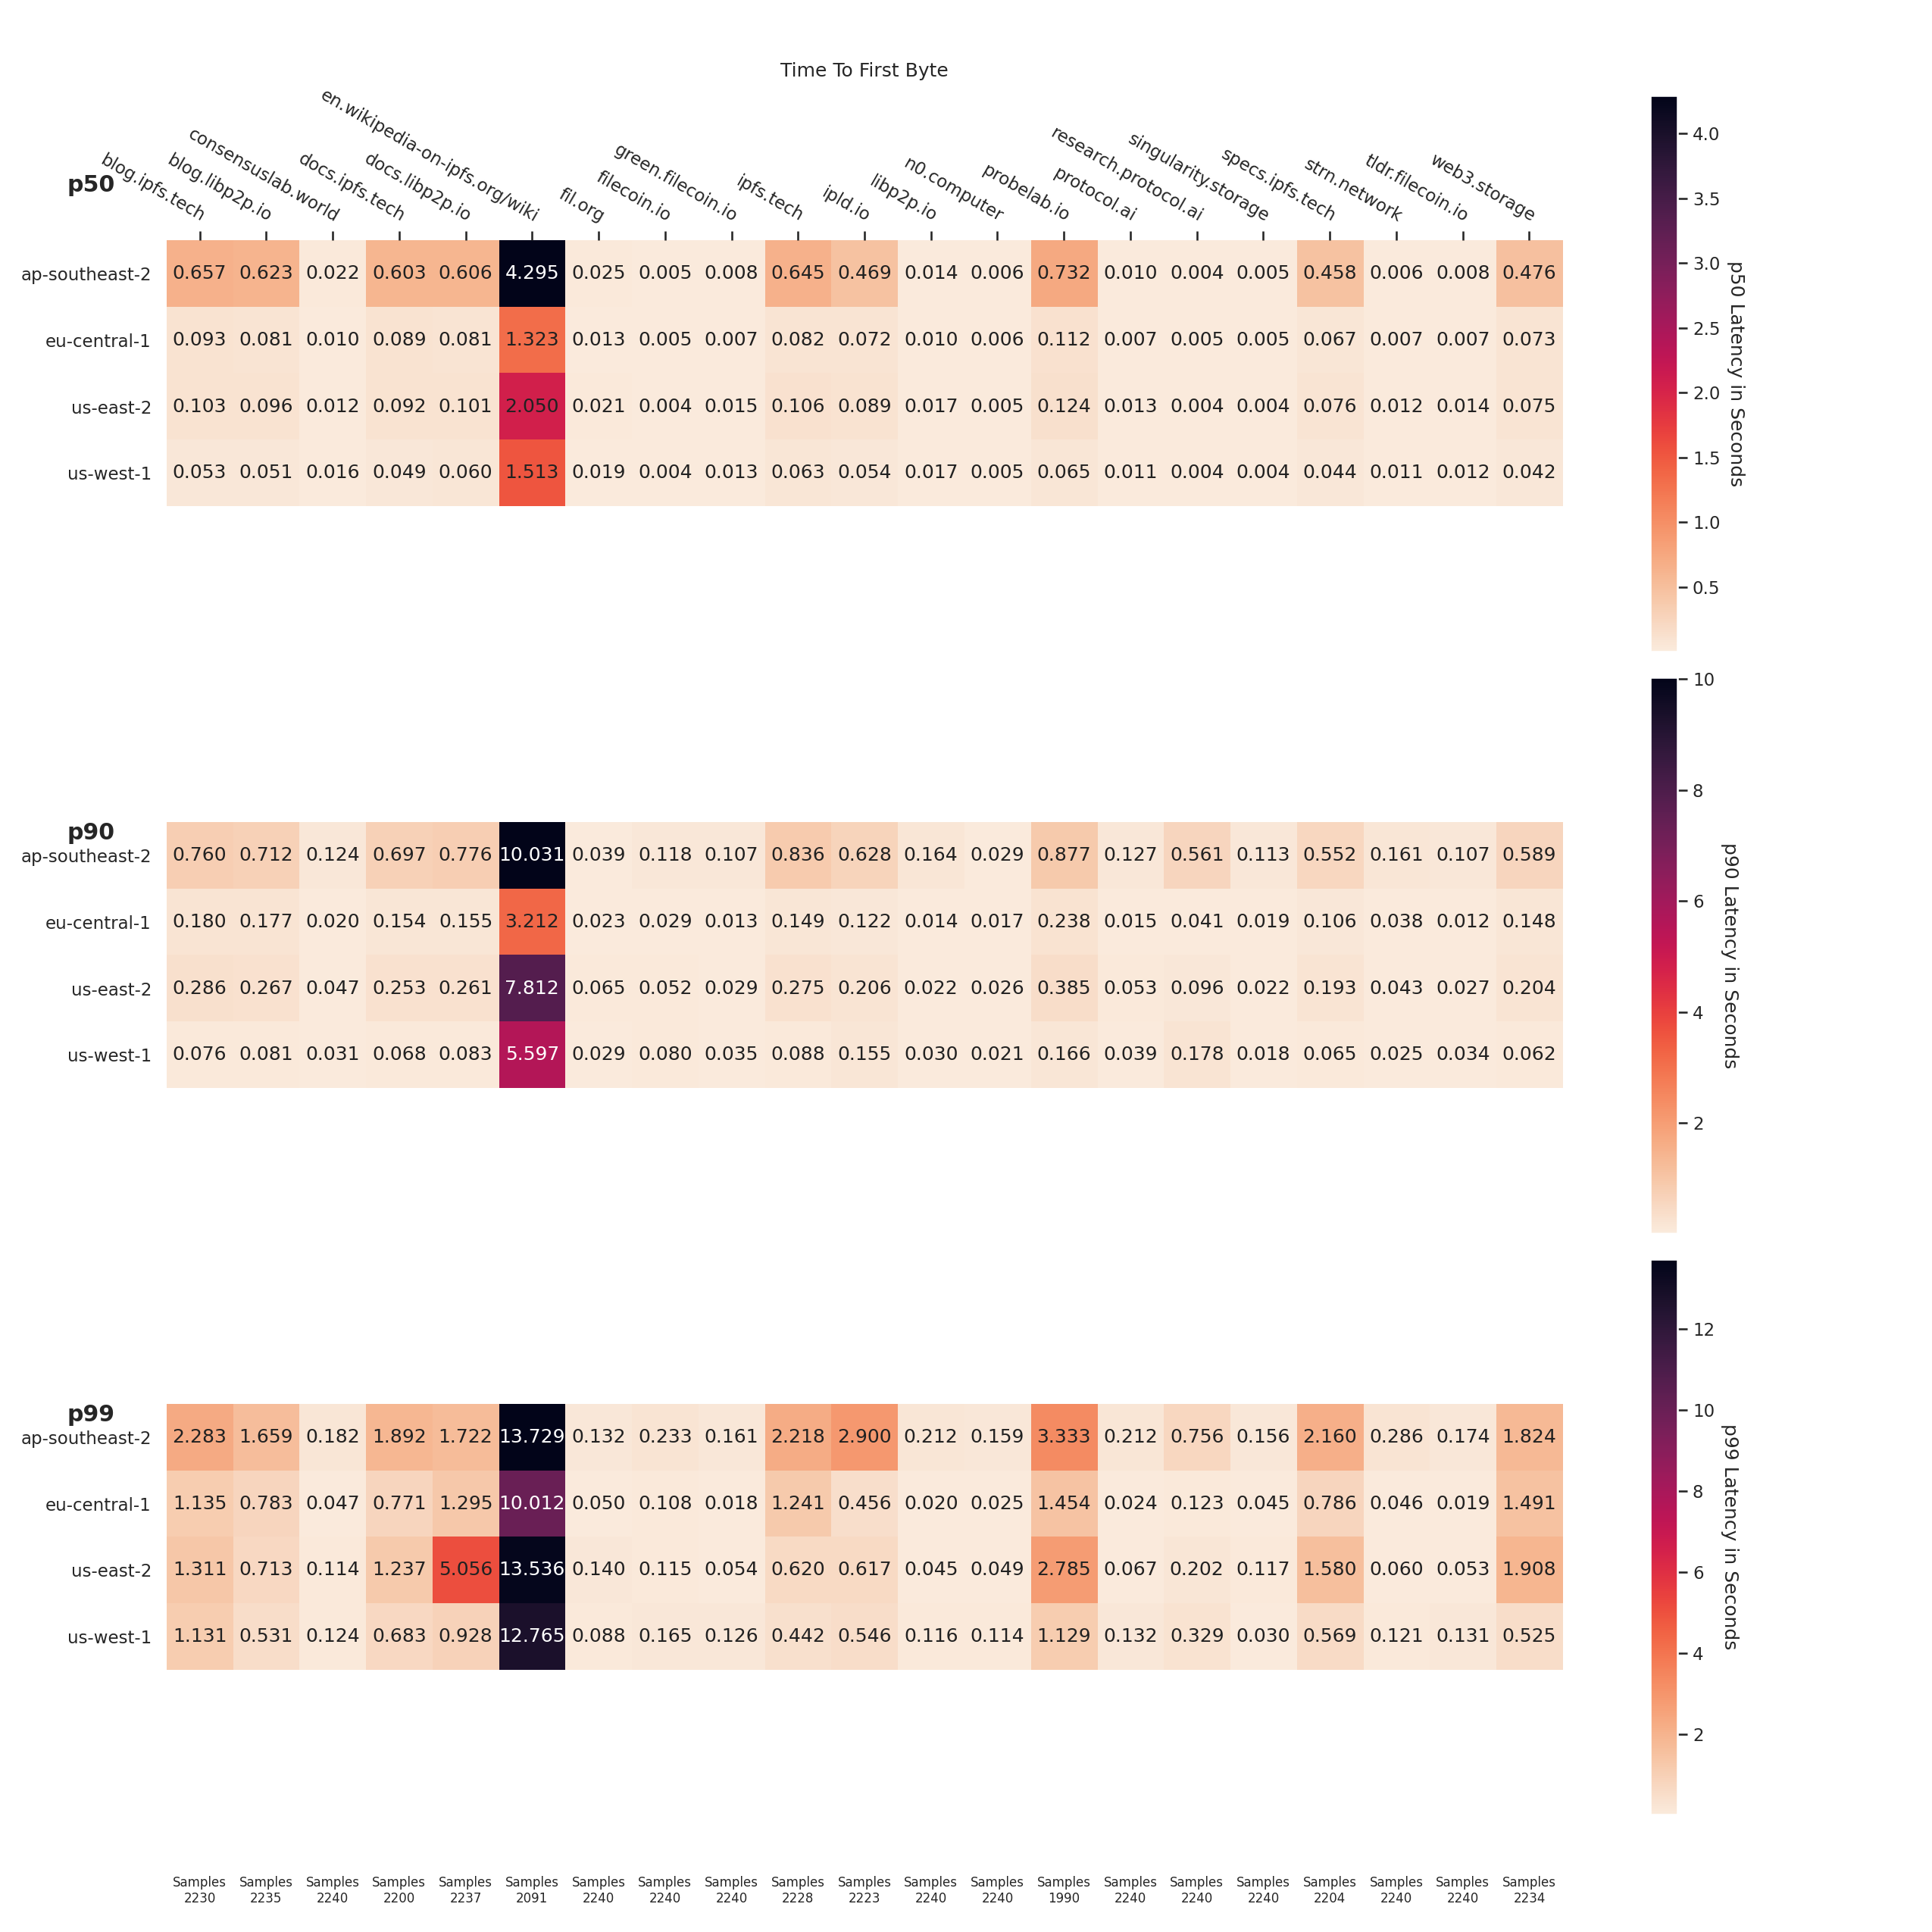 Time To First Byte
p50
blog.ipfs.tech
blog.libp2p.io
consensuslab.world
docs.ipfs.tech
docs.libp2p.io
en.wikipedia-on-ipfs.org/wiki
fil.org
filecoin.io
green.filecoin.io
ipfs.tech
ipld.io
libp2p.io
n0.computer
probelab.io
protocol.ai
research.protocol.ai
singularity.storage
specs.ipfs.tech
strn.network
tldr.filecoin.io
web3.storage
ap-southeast-2 0.657 0.623 0.022 0.603 0.606 4.295 0.025 0.005 0.008 0.645 0.469 0.014 0.006 0.732 0.010 0.004 0.005 0.458 0.006 0.008 0.476
eu-central-1 0.093 0.081 0.010 0.089 0.081 1.323 0.013 0.005 0.007 0.082 0.072 0.010 0.006 0.112 0.007 0.005 0.005 0.067 0.007 0.007 0.073
us-east-2 0.103 0.096 0.012 0.092 0.101 2.050 0.021 0.004 0.015 0.106 0.089 0.017 0.005 0.124 0.013 0.004 0.004 0.076 0.012 0.014 0.075
us-west-1 0.053 0.051 0.016 0.049 0.060 1.513 0.019 0.004 0.013 0.063 0.054 0.017 0.005 0.065 0.011 0.004 0.004 0.044 0.011 0.012 0.042
4.0
3.5
3.0
2.5
2.0
1.5
1.0
0.5
p50 Latency in Seconds
p90
ap-southeast-2 0.760 0.712 0.124 0.697 0.776 10.031 0.039 0.118 0.107 0.836 0.628 0.164 0.029 0.877 0.127 0.561 0.113 0.552 0.161 0.107 0.589
eu-central-1 0.180 0.177 0.020 0.154 0.155 3.212 0.023 0.029 0.013 0.149 0.122 0.014 0.017 0.238 0.015 0.041 0.019 0.106 0.038 0.012 0.148
us-east-2 0.286 0.267 0.047 0.253 0.261 7.812 0.065 0.052 0.029 0.275 0.206 0.022 0.026 0.385 0.053 0.096 0.022 0.193 0.043 0.027 0.204
us-west-1 0.076 0.081 0.031 0.068 0.083 5.597 0.029 0.080 0.035 0.088 0.155 0.030 0.021 0.166 0.039 0.178 0.018 0.065 0.025 0.034 0.062
10
8
6
4
2
p90 Latency in Seconds
p99
ap-southeast-2 2.283 1.659 0.182 1.892 1.722 13.729 0.132 0.233 0.161 2.218 2.900 0.212 0.159 3.333 0.212 0.756 0.156 2.160 0.286 0.174 1.824
eu-central-1 1.135 0.783 0.047 0.771 1.295 10.012 0.050 0.108 0.018 1.241 0.456 0.020 0.025 1.454 0.024 0.123 0.045 0.786 0.046 0.019 1.491
us-east-2 1.311 0.713 0.114 1.237 5.056 13.536 0.140 0.115 0.054 0.620 0.617 0.045 0.049 2.785 0.067 0.202 0.117 1.580 0.060 0.053 1.908
us-west-1 1.131 0.531 0.124 0.683 0.928 12.765 0.088 0.165 0.126 0.442 0.546 0.116 0.114 1.129 0.132 0.329 0.030 0.569 0.121 0.131 0.525
12
10
8
6
4
2
p99 Latency in Seconds
Samples Samples Samples Samples Samples Samples Samples Samples Samples Samples Samples Samples Samples Samples Samples Samples Samples Samples Samples Samples Samples
2230 2235 2240 2200 2237 2091 2240 2240 2240 2228 2223 2240 2240 1990 2240 2240 2240 2204 2240 2240 2234